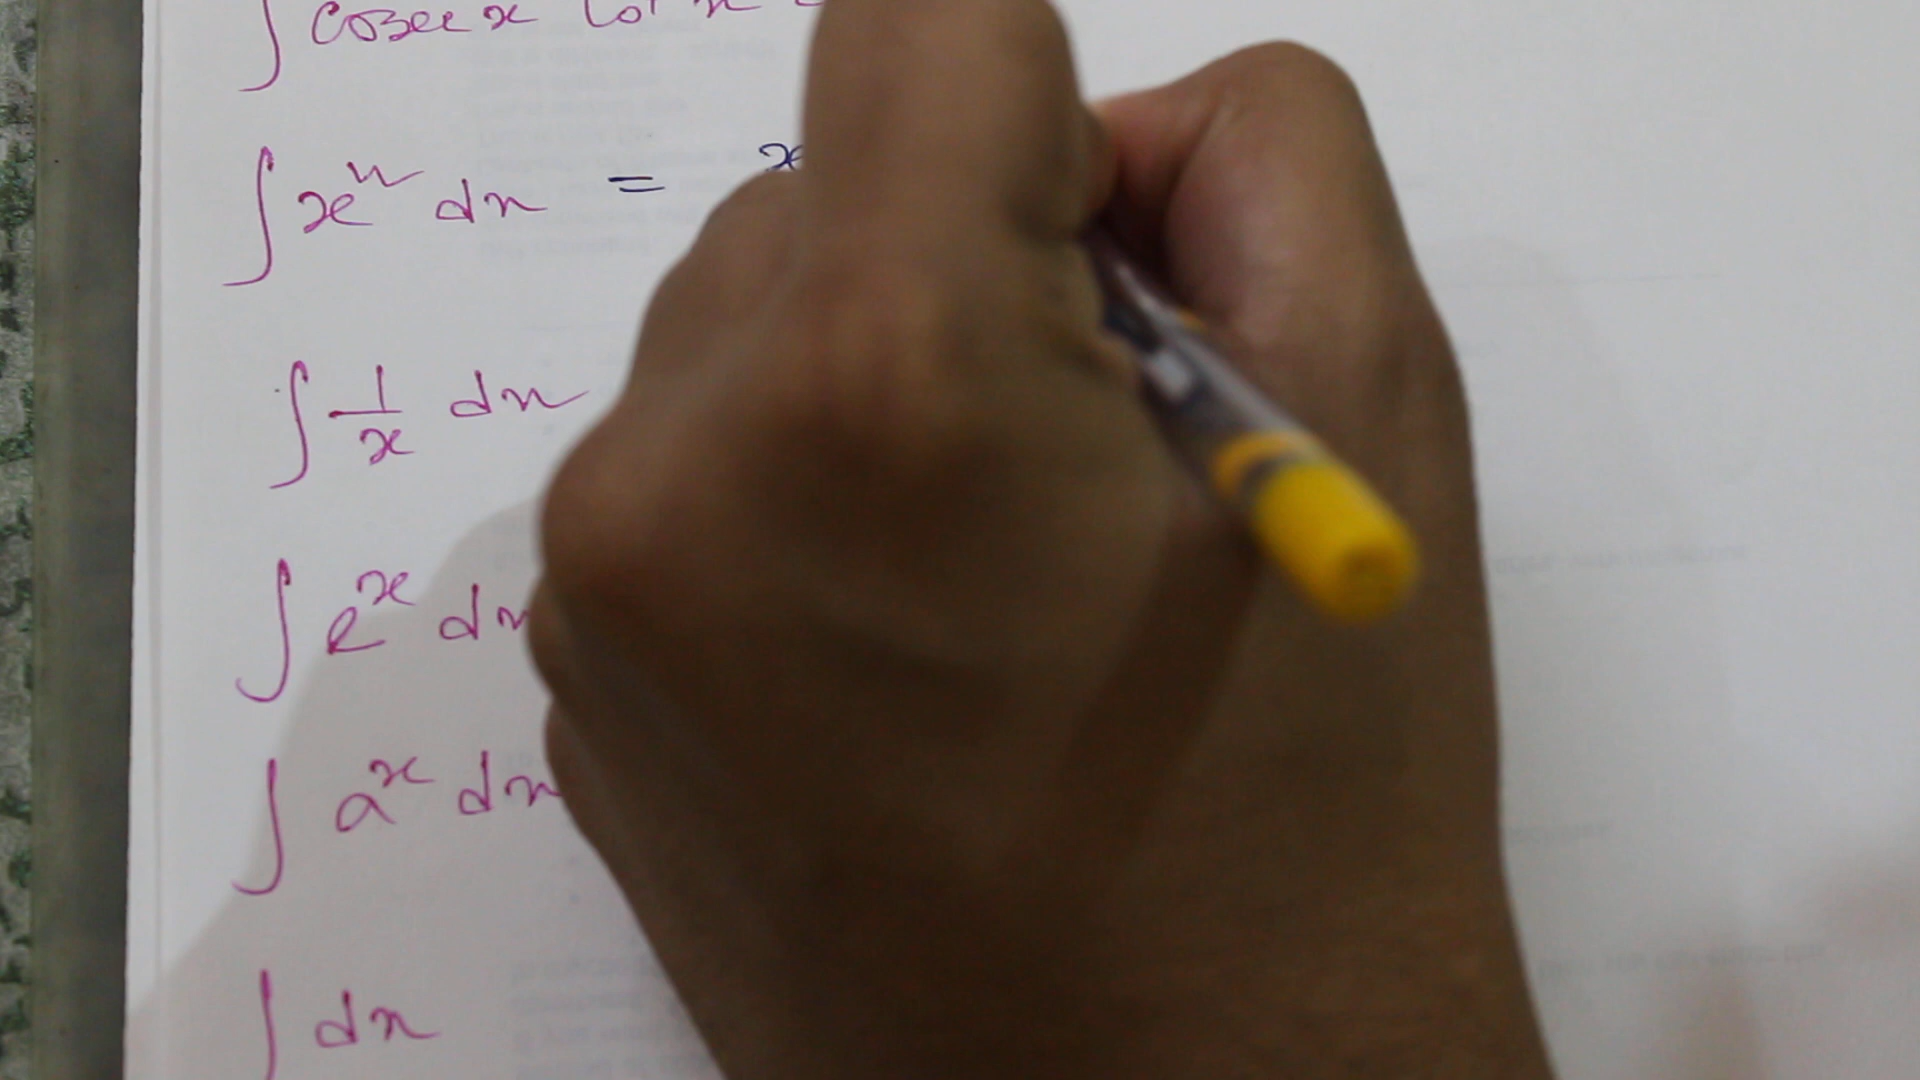 ∫ cosec x cot x =
∫ xⁿ dx = x
∫ 1/x dx
∫ eˣ dx
∫ aˣ dx
∫ dx